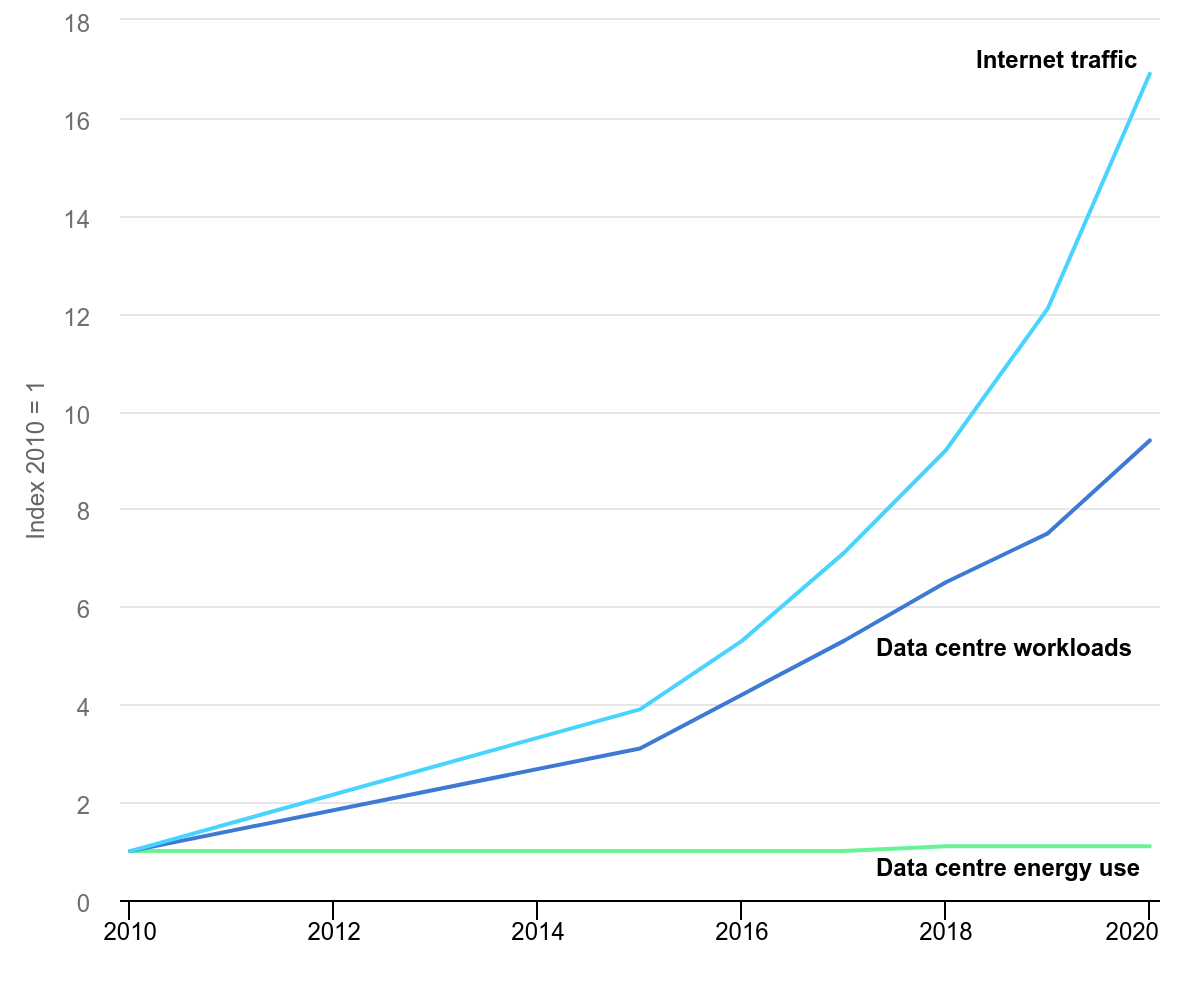 18
Internet traffic
16
14
12
10
Index 2010 = 1
8
6
Data centre workloads
4
2
Data centre energy use
0
2010 2012 2014 2016 2018 2020